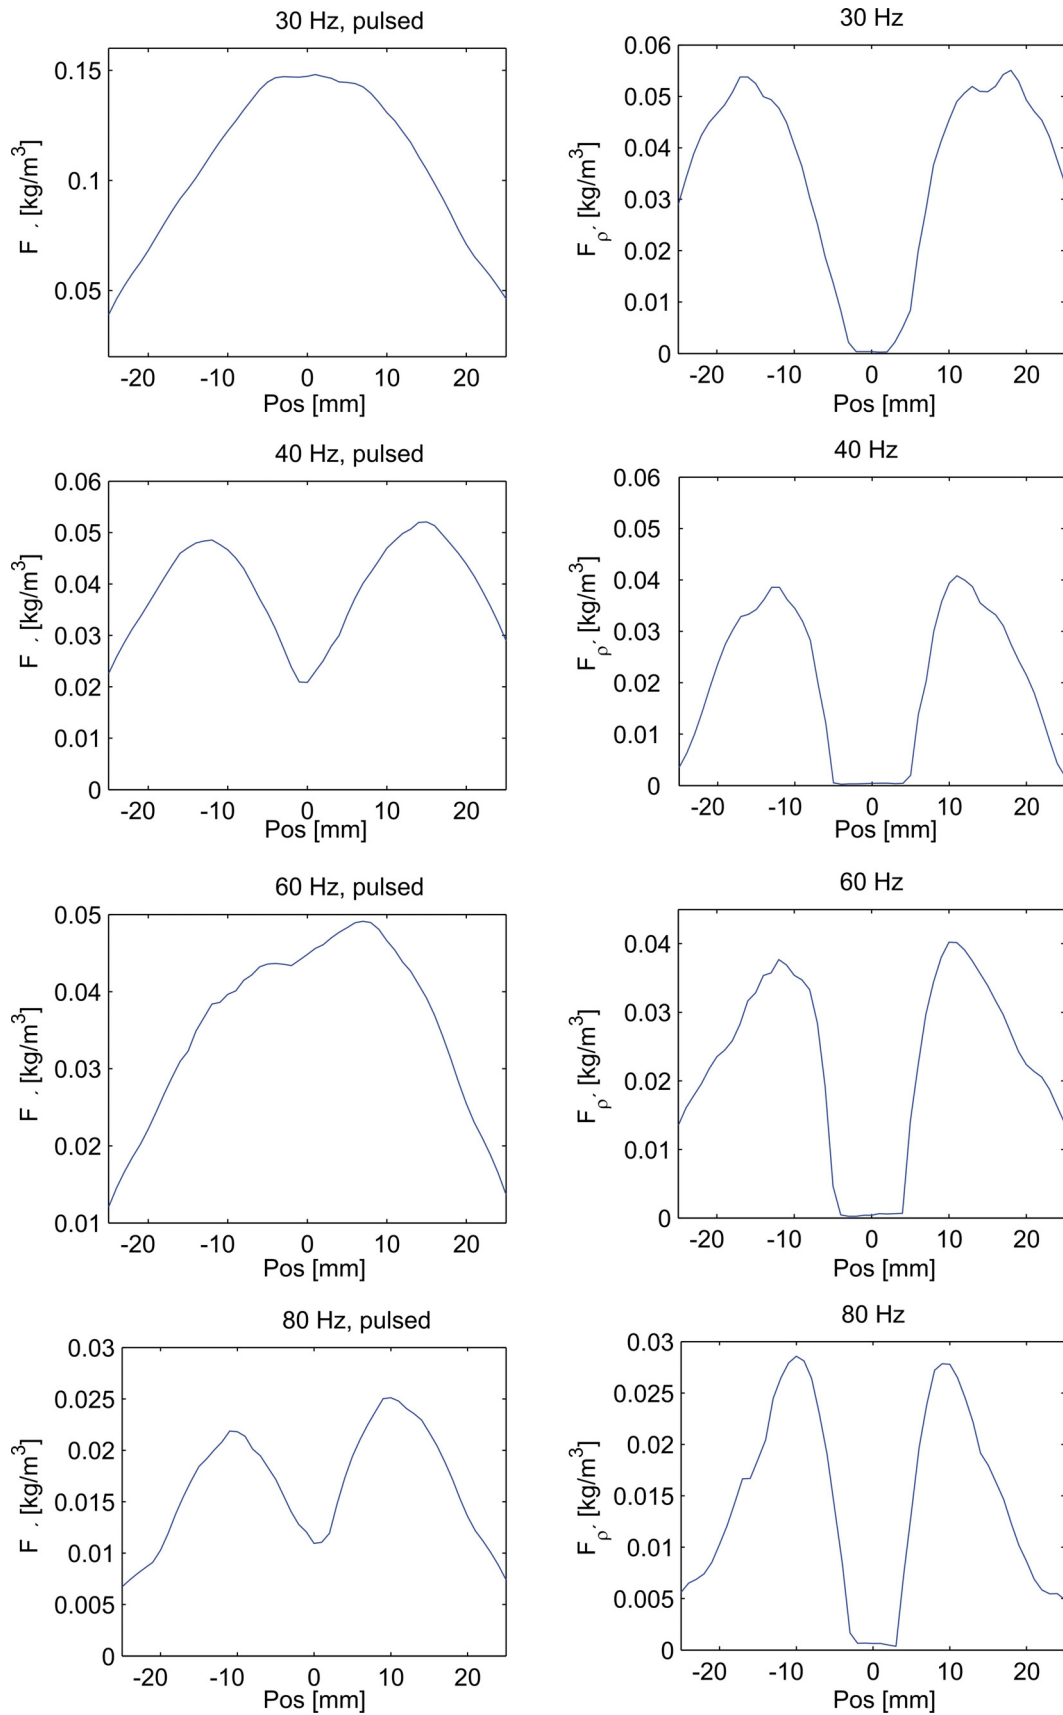 30 Hz, pulsed
F ´ [kg/m³]
0.15
0.1
0.05
-20 -10 0 10 20
Pos [mm]
30 Hz
Fρ´ [kg/m³]
0.06
0.05
0.04
0.03
0.02
0.01
0
-20 -10 0 10 20
Pos [mm]
40 Hz, pulsed
F ´ [kg/m³]
0.06
0.05
0.04
0.03
0.02
0.01
0
-20 -10 0 10 20
Pos [mm]
40 Hz
Fρ´ [kg/m³]
0.06
0.05
0.04
0.03
0.02
0.01
0
-20 -10 0 10 20
Pos [mm]
60 Hz, pulsed
F ´ [kg/m³]
0.05
0.04
0.03
0.02
0.01
-20 -10 0 10 20
Pos [mm]
60 Hz
Fρ´ [kg/m³]
0.04
0.03
0.02
0.01
0
-20 -10 0 10 20
Pos [mm]
80 Hz, pulsed
F ´ [kg/m³]
0.03
0.025
0.02
0.015
0.01
0.005
0
-20 -10 0 10 20
Pos [mm]
80 Hz
Fρ´ [kg/m³]
0.03
0.025
0.02
0.015
0.01
0.005
0
-20 -10 0 10 20
Pos [mm]